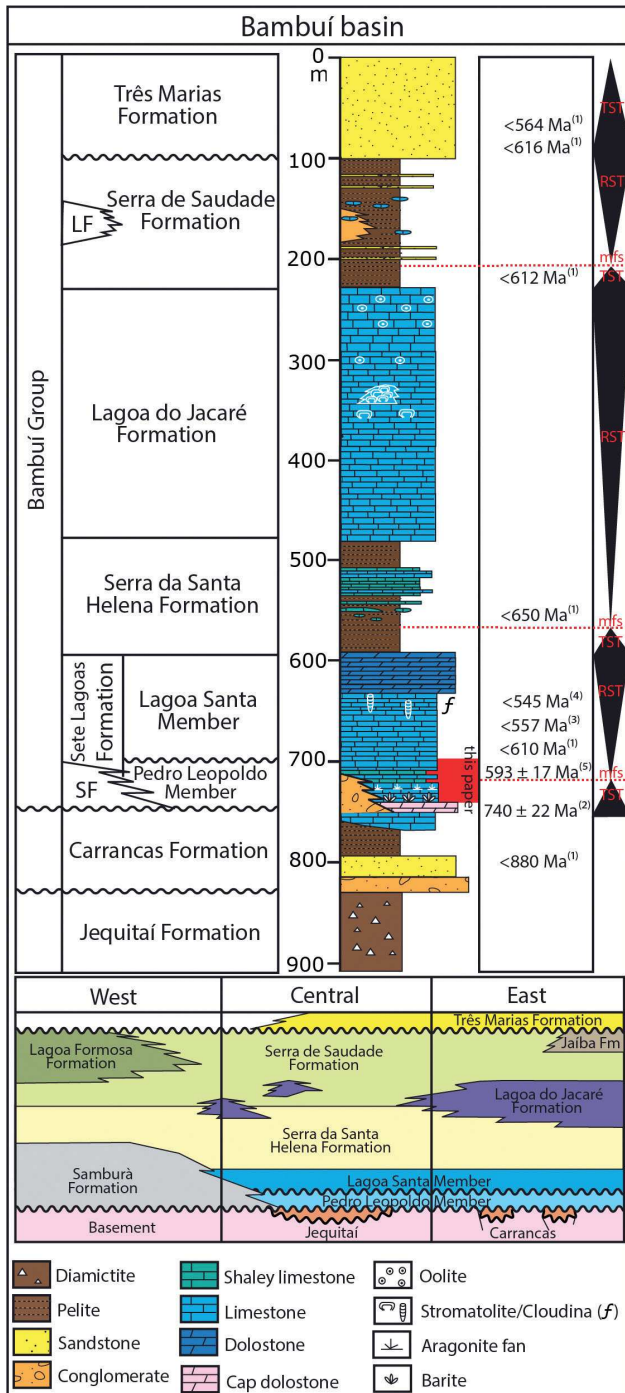 Bambuí basin
0
m
100
200
300
400
500
600
700
800
900
Bambuí Group
Três Marias
Formation
Serra de Saudade
Formation
LF
Lagoa do Jacaré
Formation
Serra da Santa
Helena Formation
Sete Lagoas
Formation
Lagoa Santa
Member
Pedro Leopoldo
Member
SF
Carrancas Formation
Jequitaí Formation
f
this paper
<564 Ma(1)
<616 Ma(1)
<612 Ma(1)
<650 Ma(1)
<545 Ma(4)
<557 Ma(3)
<610 Ma(1)
593 ± 17 Ma(5)
740 ± 22 Ma(2)
<880 Ma(1)
TST
RST
mfs
TST
RST
mfs
TST
RST
mfs
TST
West
Central
East
Três Marias Formation
Lagoa Formosa
Formation
Serra de Saudade
Formation
Jaíba Fm
Lagoa do Jacaré
Formation
Serra da Santa
Helena Formation
Samburà
Formation
Lagoa Santa Member
Pedro Leopoldo Member
Basement
Jequitaí
Carrancas
Diamictite
Pelite
Sandstone
Conglomerate
Shaley limestone
Limestone
Dolostone
Cap dolostone
Oolite
Stromatolite/Cloudina (f)
Aragonite fan
Barite